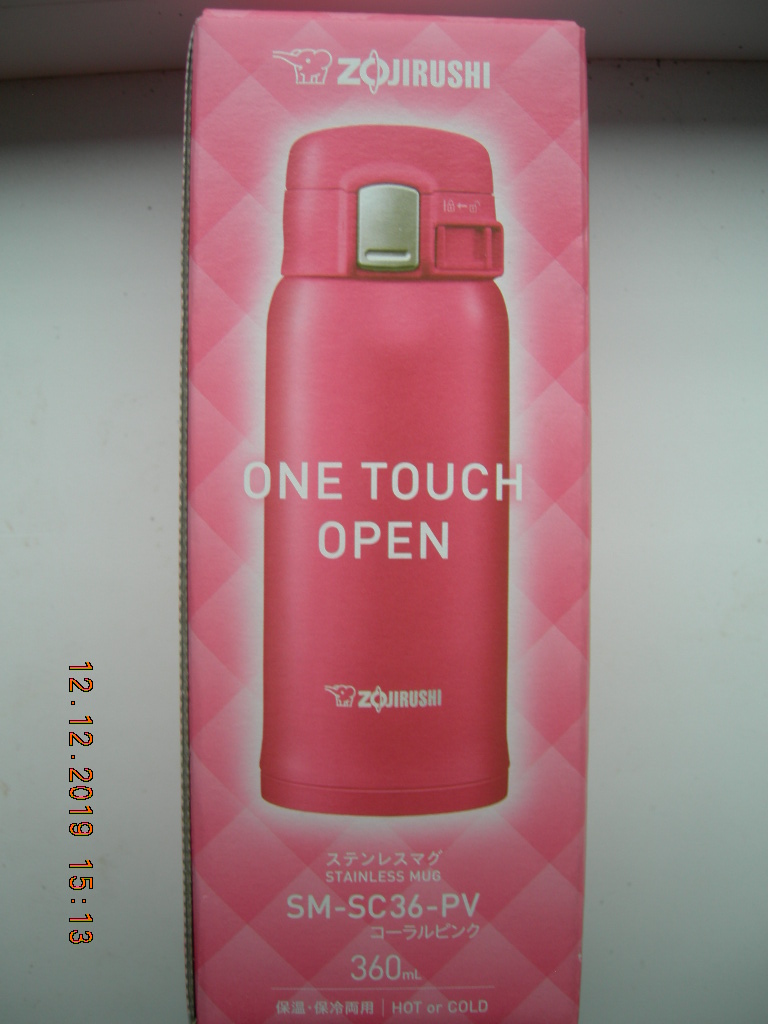 ZOJIRUSHI
ONE TOUCH
OPEN
ZOJIRUSHI
ステンレスマグ
STAINLESS MUG
SM-SC36-PV
コーラルピンク
360mL
保温・保冷両用 | HOT or COLD
12.12.2019 15:13